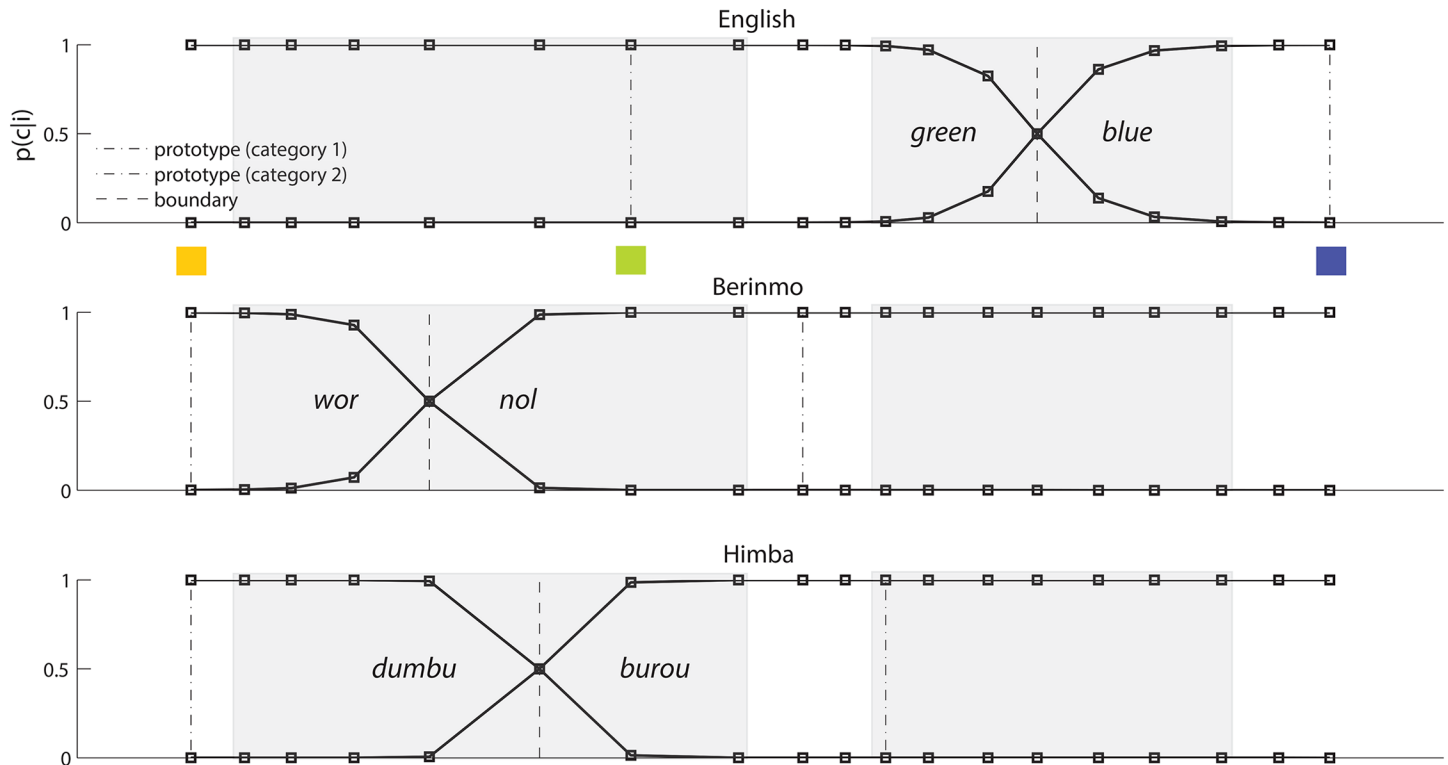 English
1
0.5
0
p(c|i)
prototype (category 1)
prototype (category 2)
boundary
green
blue
Berinmo
1
0.5
0
wor
nol
Himba
1
0.5
0
dumbu
burou